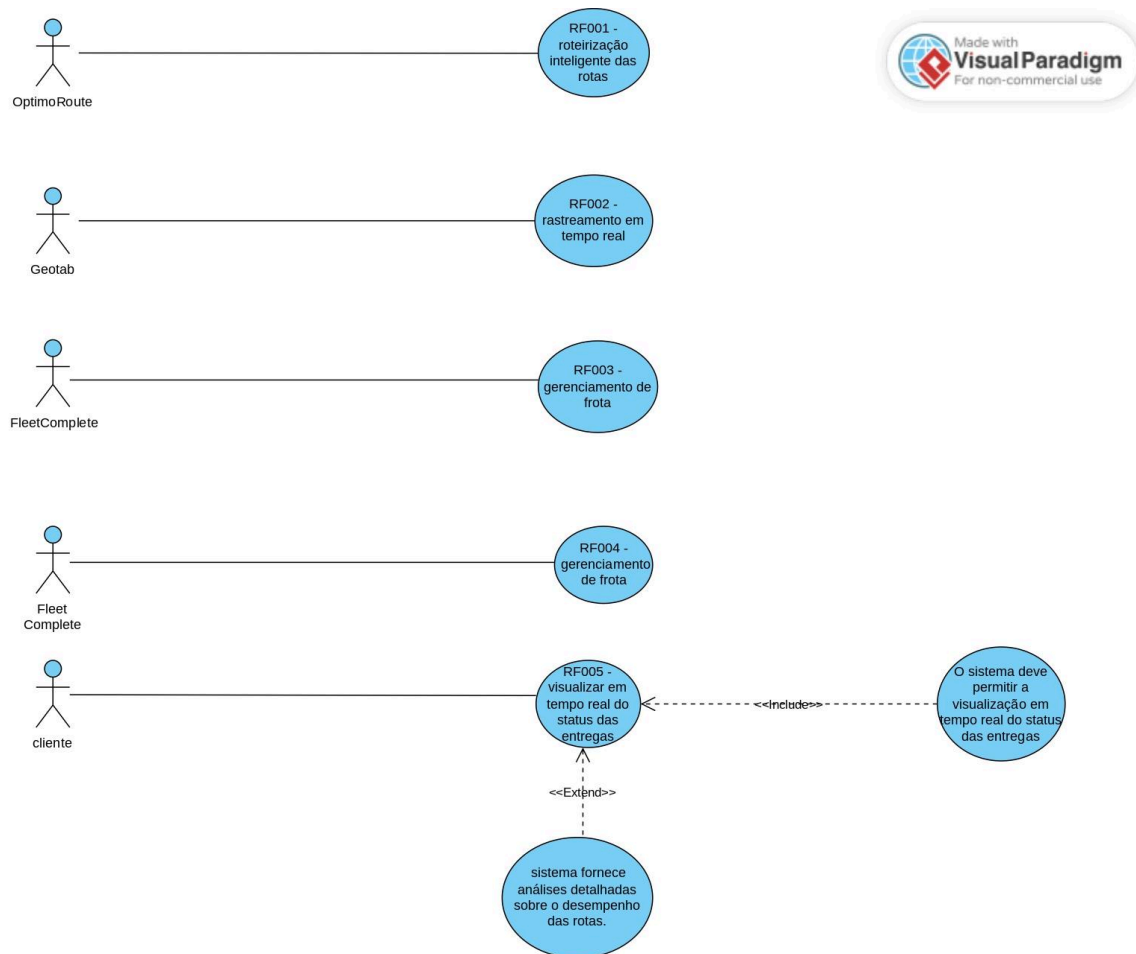 RF001 -
roteirização
inteligente das
rotas
OptimoRoute
Made with
Visual Paradigm
For non-commercial use
RF002 -
rastreamento em
tempo real
Geotab
RF003 -
gerenciamento de
frota
FleetComplete
RF004 -
gerenciamento
de frota
Fleet
Complete
RF005 -
visualizar em
tempo real do
status das
entregas
cliente
<<Include>>
O sistema deve
permitir a
visualização em
tempo real do status
das entregas
<<Extend>>
sistema fornece
análises detalhadas
sobre o desempenho
das rotas.